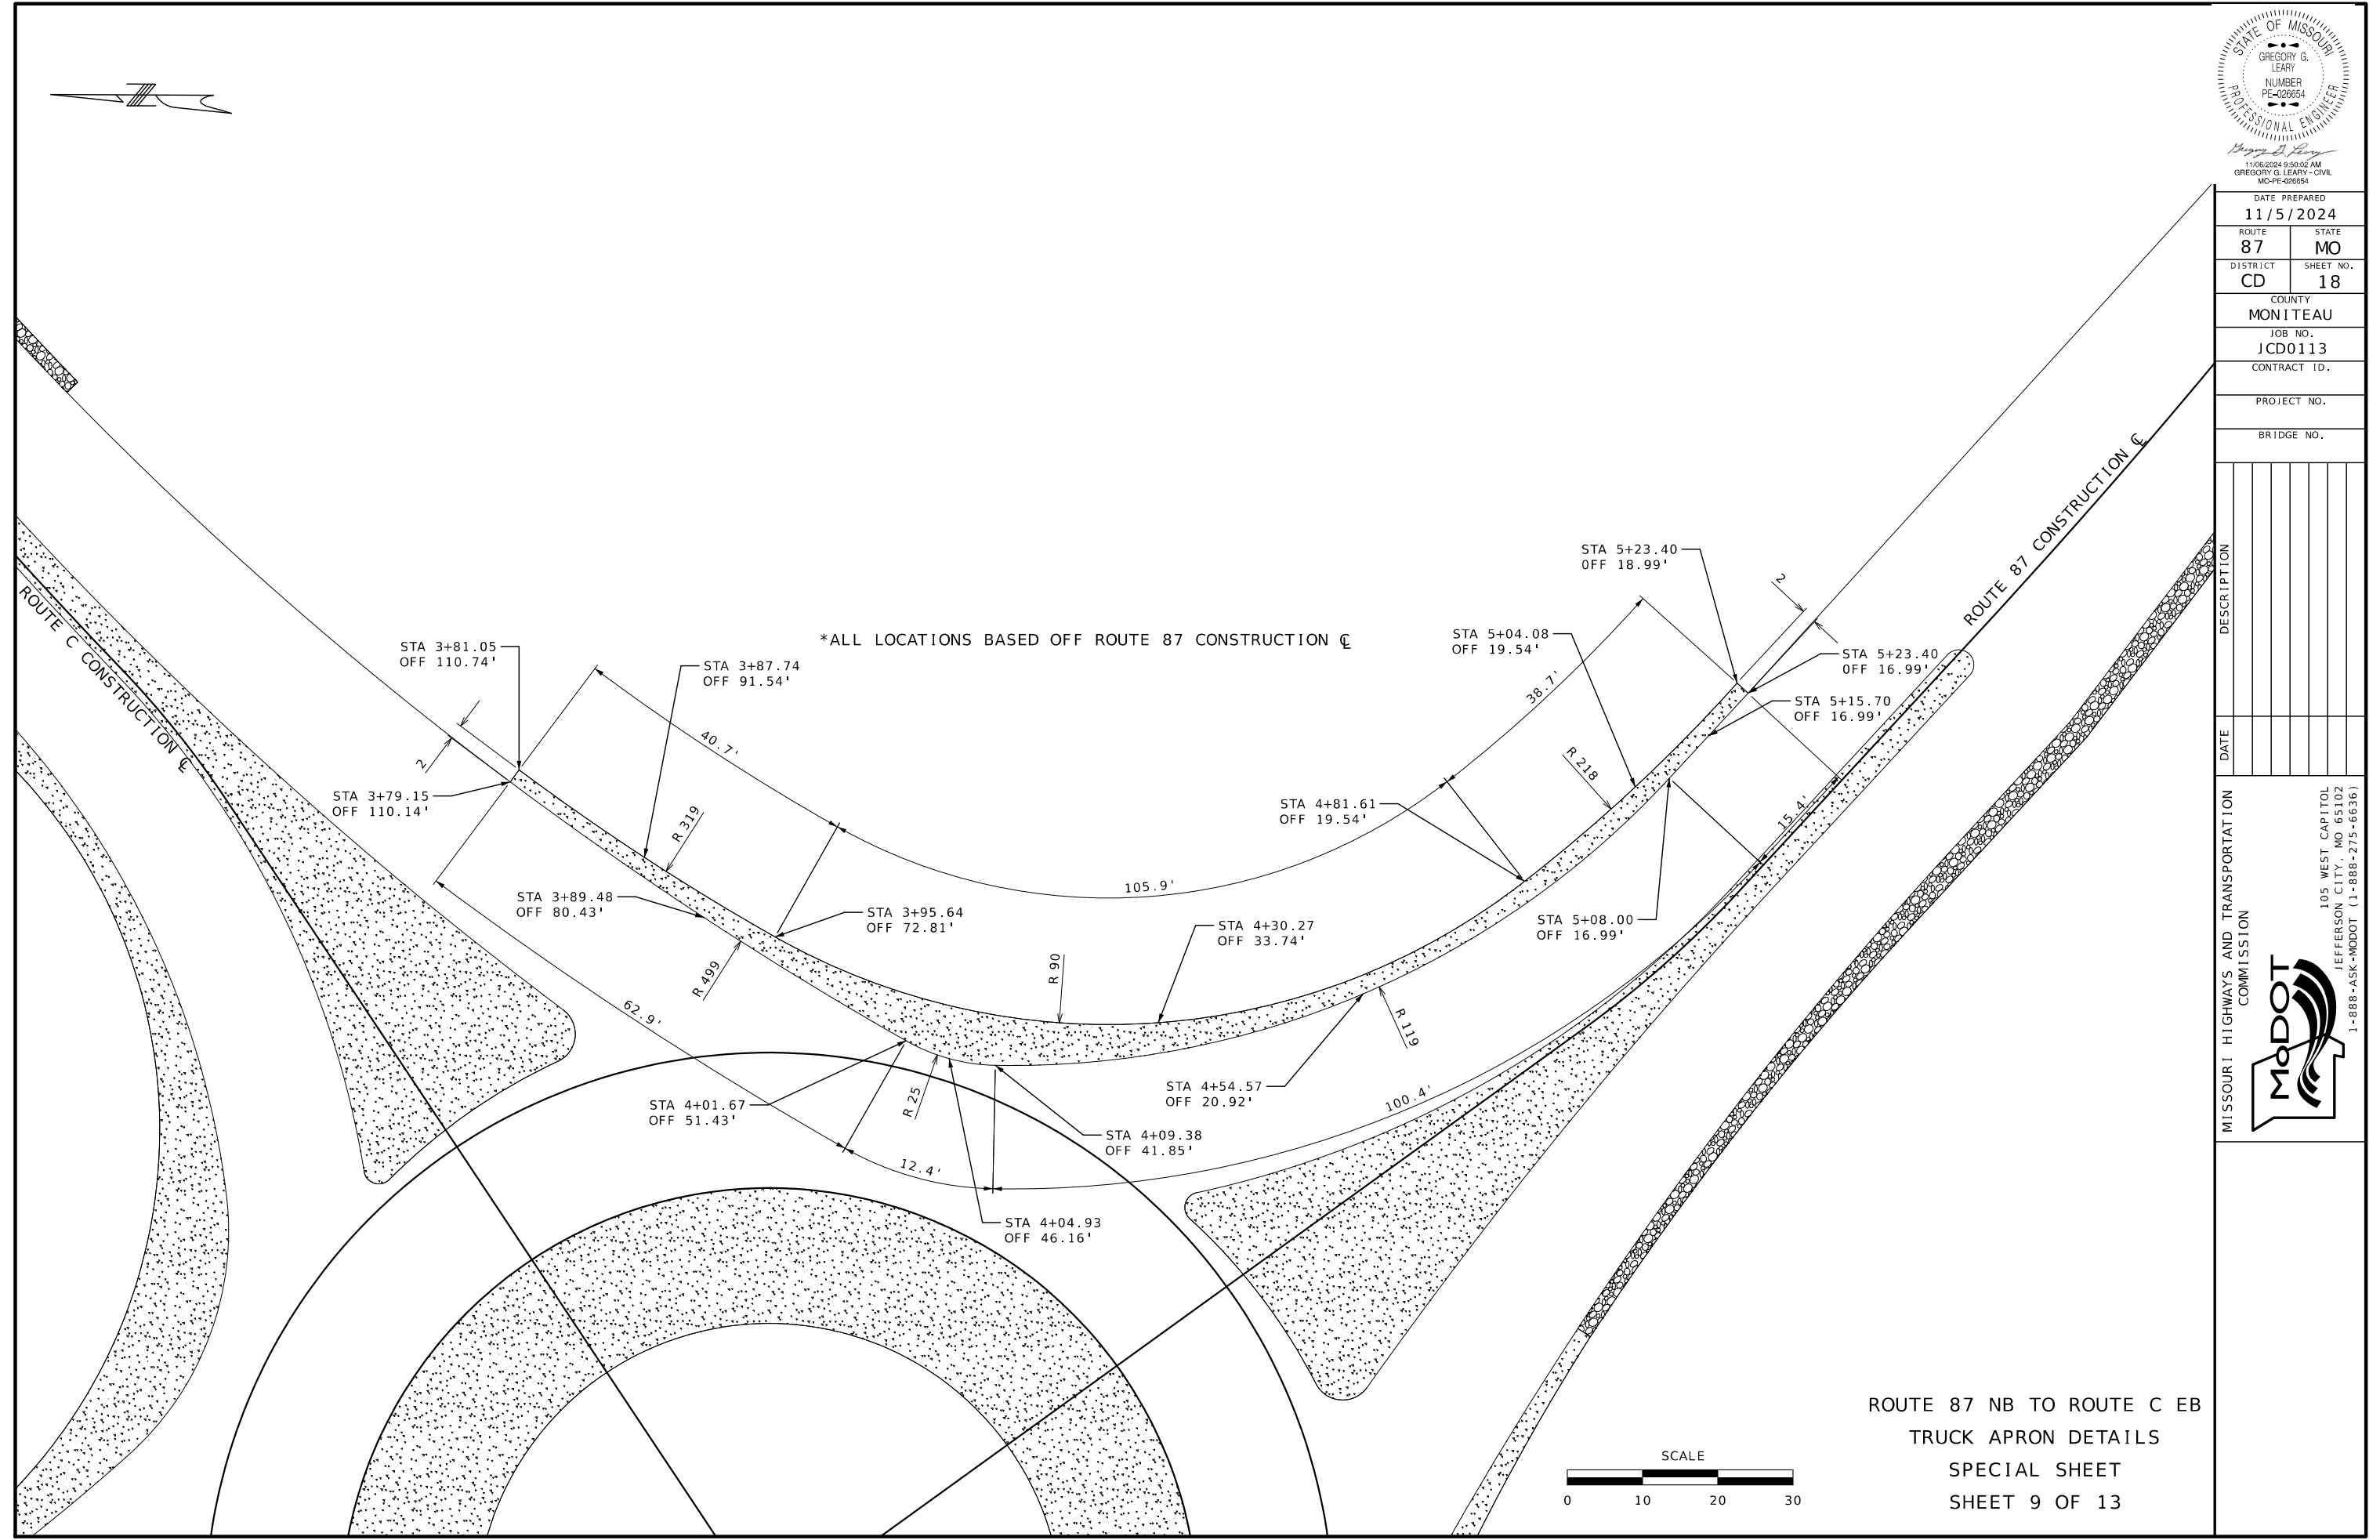 STATE OF MISSOURI
GREGORY G.
LEARY
NUMBER
PE-026654
PROFESSIONAL ENGINEER
11/06/2024 9:50:02 AM
GREGORY G. LEARY - CIVIL
MO-PE-026654
DATE PREPARED
11/5/2024
ROUTE
87
STATE
MO
DISTRICT
CD
SHEET NO.
18
COUNTY
MONITEAU
JOB NO.
JCD0113
CONTRACT ID.
PROJECT NO.
BRIDGE NO.
DESCRIPTION
DATE
MISSOURI HIGHWAYS AND TRANSPORTATION
COMMISSION
MoDOT
105 WEST CAPITOL
JEFFERSON CITY, MO 65102
1-888-ASK-MODOT (1-888-275-6636)
ROUTE C CONSTRUCTION ℄
ROUTE 87 CONSTRUCTION ℄
*ALL LOCATIONS BASED OFF ROUTE 87 CONSTRUCTION ℄
STA 3+81.05
OFF 110.74'
STA 3+87.74
OFF 91.54'
2
40.7'
STA 3+79.15
OFF 110.14'
R 319
STA 3+89.48
OFF 80.43'
STA 3+95.64
OFF 72.81'
R 499
62.9'
105.9'
R 90
STA 4+30.27
OFF 33.74'
STA 4+01.67
OFF 51.43'
R 25
12.4'
STA 4+09.38
OFF 41.85'
STA 4+04.93
OFF 46.16'
STA 4+54.57
OFF 20.92'
R 119
100.4'
STA 4+81.61
OFF 19.54'
STA 5+04.08
OFF 19.54'
STA 5+23.40
OFF 18.99'
38.7'
2
R 218
STA 5+23.40
OFF 16.99'
STA 5+15.70
OFF 16.99'
STA 5+08.00
OFF 16.99'
15.4'
SCALE
0 10 20 30
ROUTE 87 NB TO ROUTE C EB
TRUCK APRON DETAILS
SPECIAL SHEET
SHEET 9 OF 13